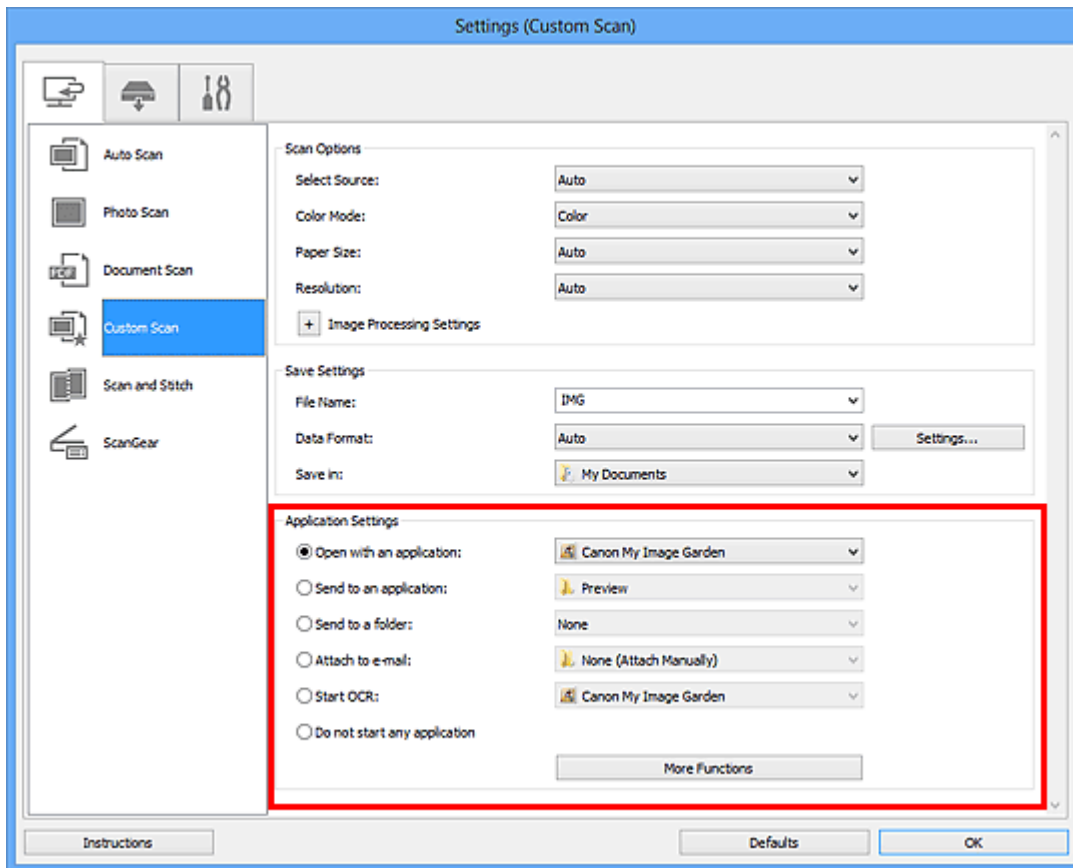 Settings (Custom Scan)
Auto Scan
Photo Scan
Document Scan
Custom Scan
Scan and Stitch
ScanGear
Scan Options
Select Source: Auto
Color Mode: Color
Paper Size: Auto
Resolution: Auto
+ Image Processing Settings
Save Settings
File Name: IMG
Data Format: Auto Settings...
Save in: My Documents
Application Settings
Open with an application: Canon My Image Garden
Send to an application: Preview
Send to a folder: None
Attach to e-mail: None (Attach Manually)
Start OCR: Canon My Image Garden
Do not start any application
More Functions
Instructions Defaults OK